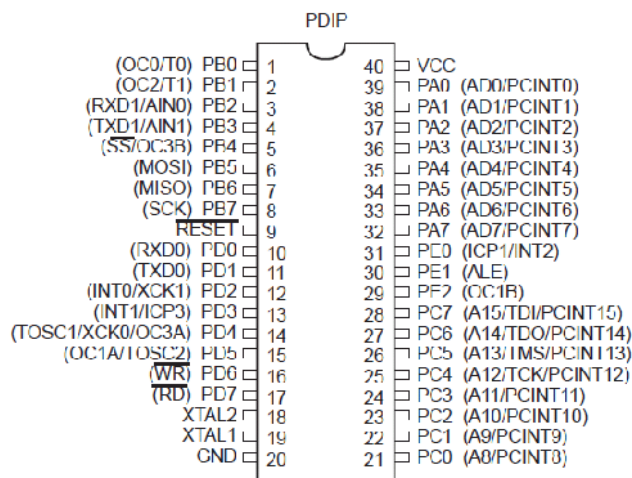 PDIP
(OC0/T0) PB0 1 40 VCC
(OC2/T1) PB1 2 39 PA0 (AD0/PCINT0)
(RXD1/AIN0) PB2 3 38 PA1 (AD1/PCINT1)
(TXD1/AIN1) PB3 4 37 PA2 (AD2/PCINT2)
(SS/OC3B) PB4 5 36 PA3 (AD3/PCINT3)
(MOSI) PB5 6 35 PA4 (AD4/PCINT4)
(MISO) PB6 7 34 PA5 (AD5/PCINT5)
(SCK) PB7 8 33 PA6 (AD6/PCINT6)
RESET 9 32 PA7 (AD7/PCINT7)
(RXD0) PD0 10 31 PE0 (ICP1/INT2)
(TXD0) PD1 11 30 PE1 (ALE)
(INT0/XCK1) PD2 12 29 PE2 (OC1B)
(INT1/ICP3) PD3 13 28 PC7 (A15/TDI/PCINT15)
(TOSC1/XCK0/OC3A) PD4 14 27 PC6 (A14/TDO/PCINT14)
(OC1A/TOSC2) PD5 15 26 PC5 (A13/TMS/PCINT13)
(WR) PD6 16 25 PC4 (A12/TCK/PCINT12)
(RD) PD7 17 24 PC3 (A11/PCINT11)
XTAL2 18 23 PC2 (A10/PCINT10)
XTAL1 19 22 PC1 (A9/PCINT9)
GND 20 21 PC0 (A8/PCINT8)